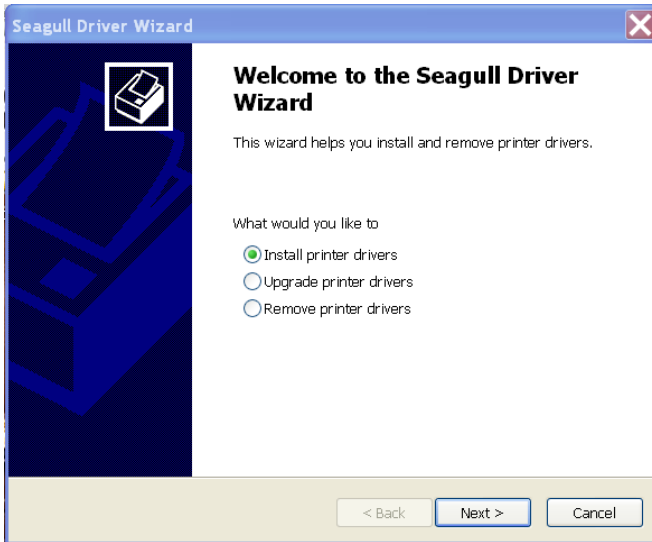 Seagull Driver Wizard
Welcome to the Seagull Driver
Wizard
This wizard helps you install and remove printer drivers.
What would you like to
Install printer drivers
Upgrade printer drivers
Remove printer drivers
< Back
Next >
Cancel